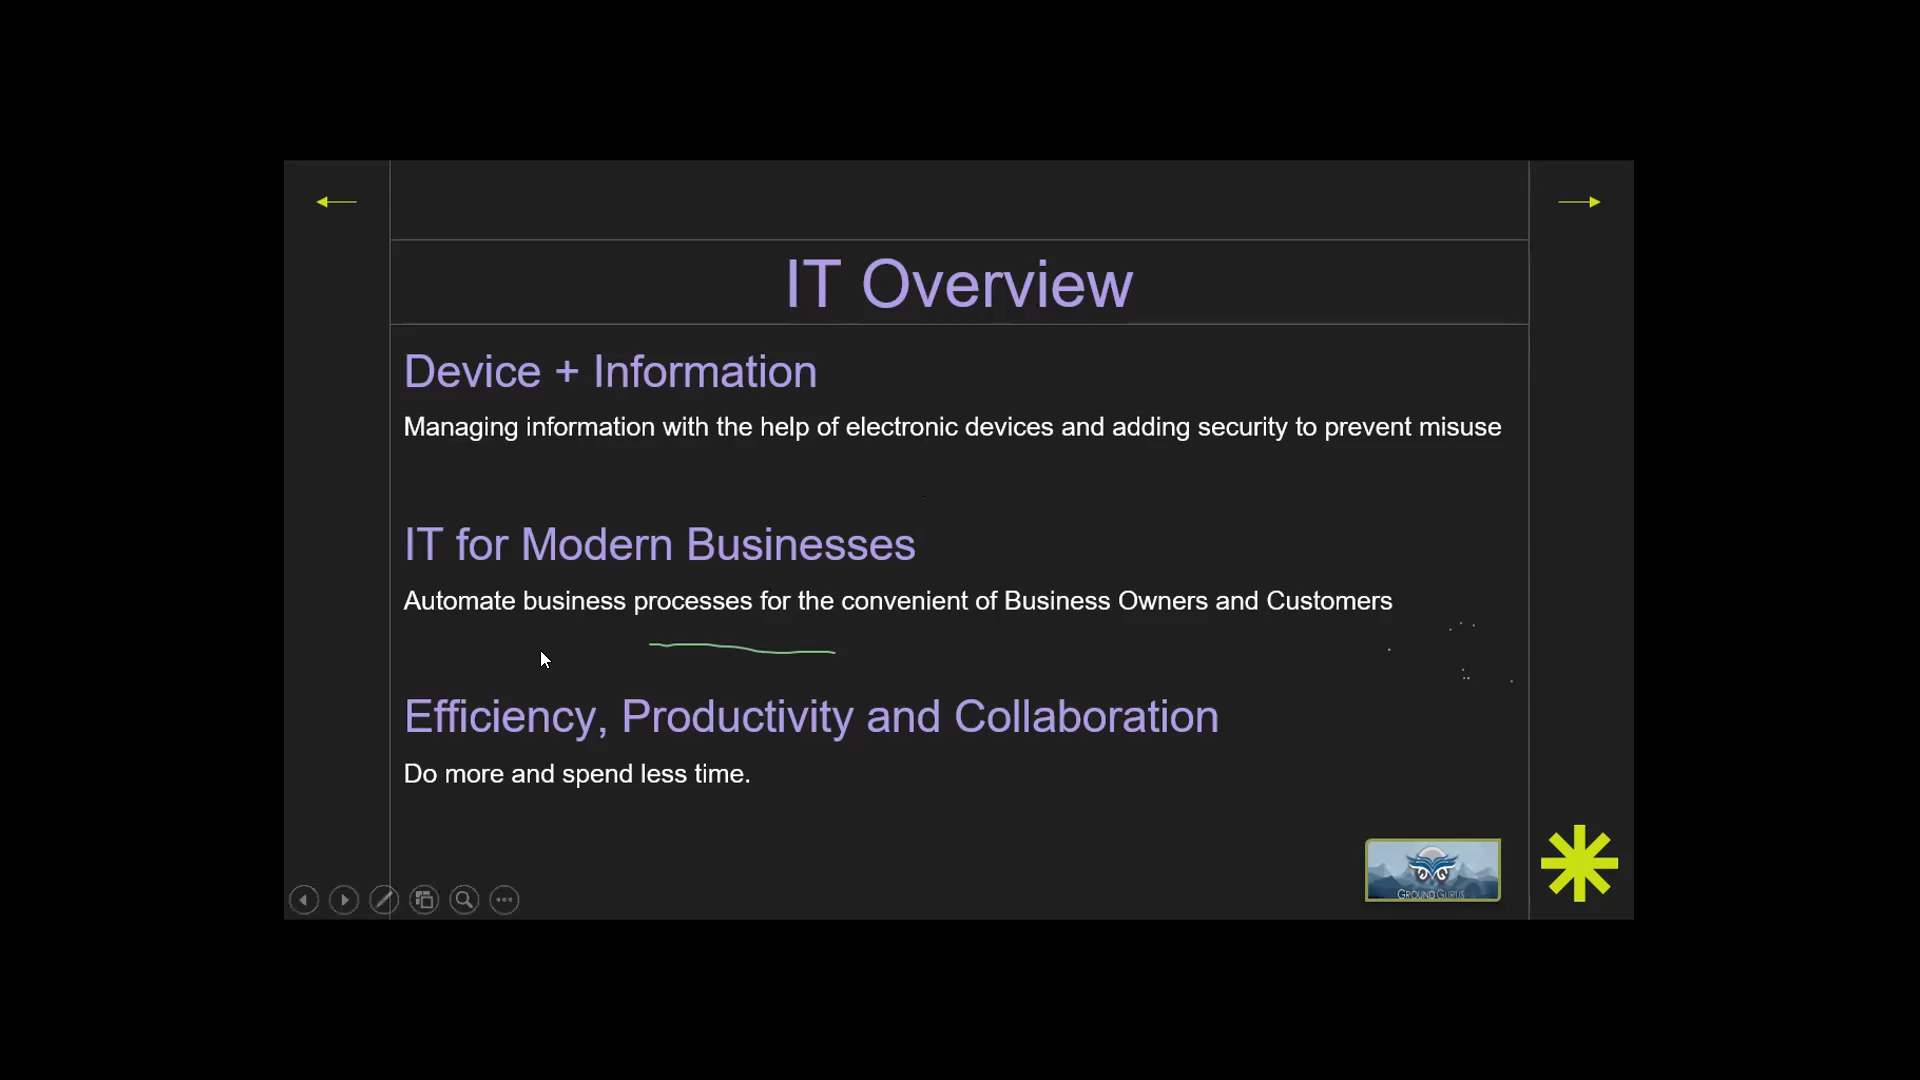 IT Overview
Device + Information
Managing information with the help of electronic devices and adding security to prevent misuse
IT for Modern Businesses
Automate business processes for the convenient of Business Owners and Customers
Efficiency, Productivity and Collaboration
Do more and spend less time.
GROUNDGURUS